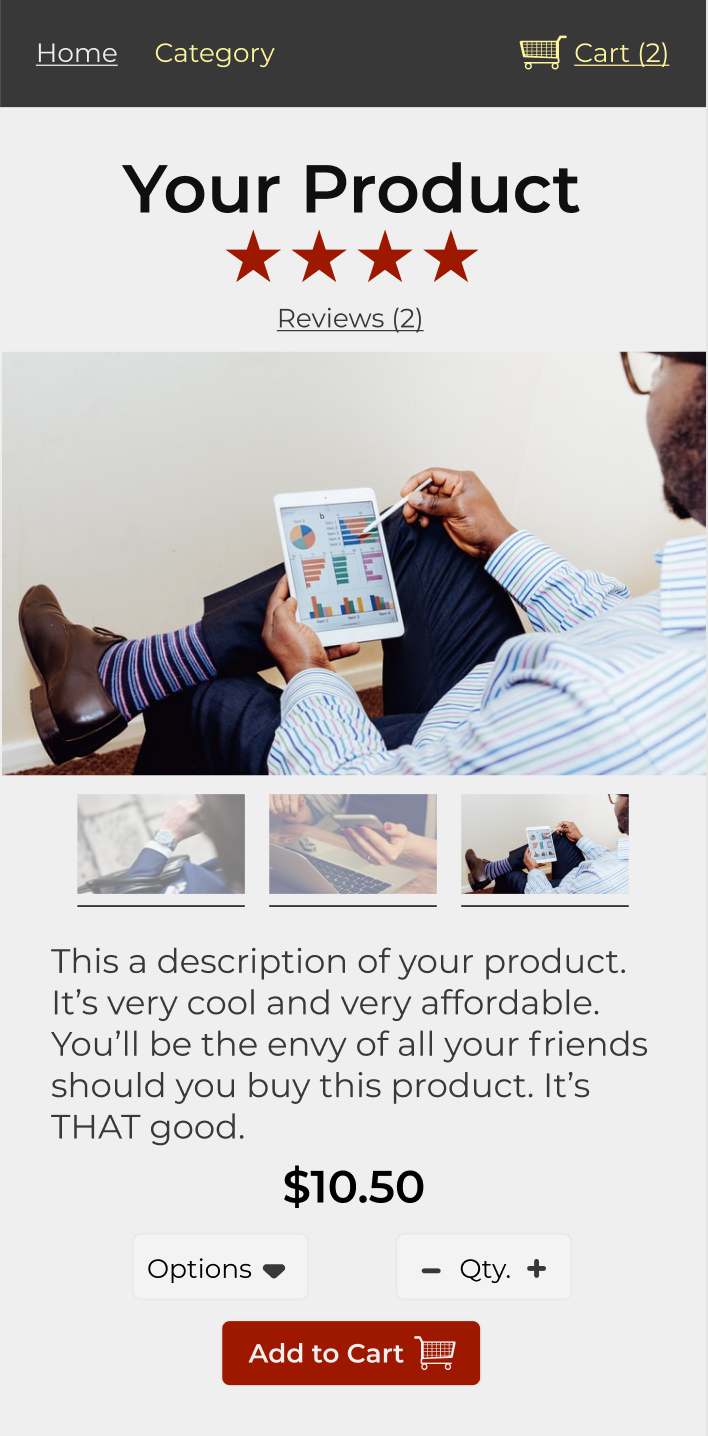 Home Category Cart (2)
Your Product
Reviews (2)
This a description of your product.
It’s very cool and very affordable.
You’ll be the envy of all your friends
should you buy this product. It’s
THAT good.
$10.50
Options Qty.
Add to Cart